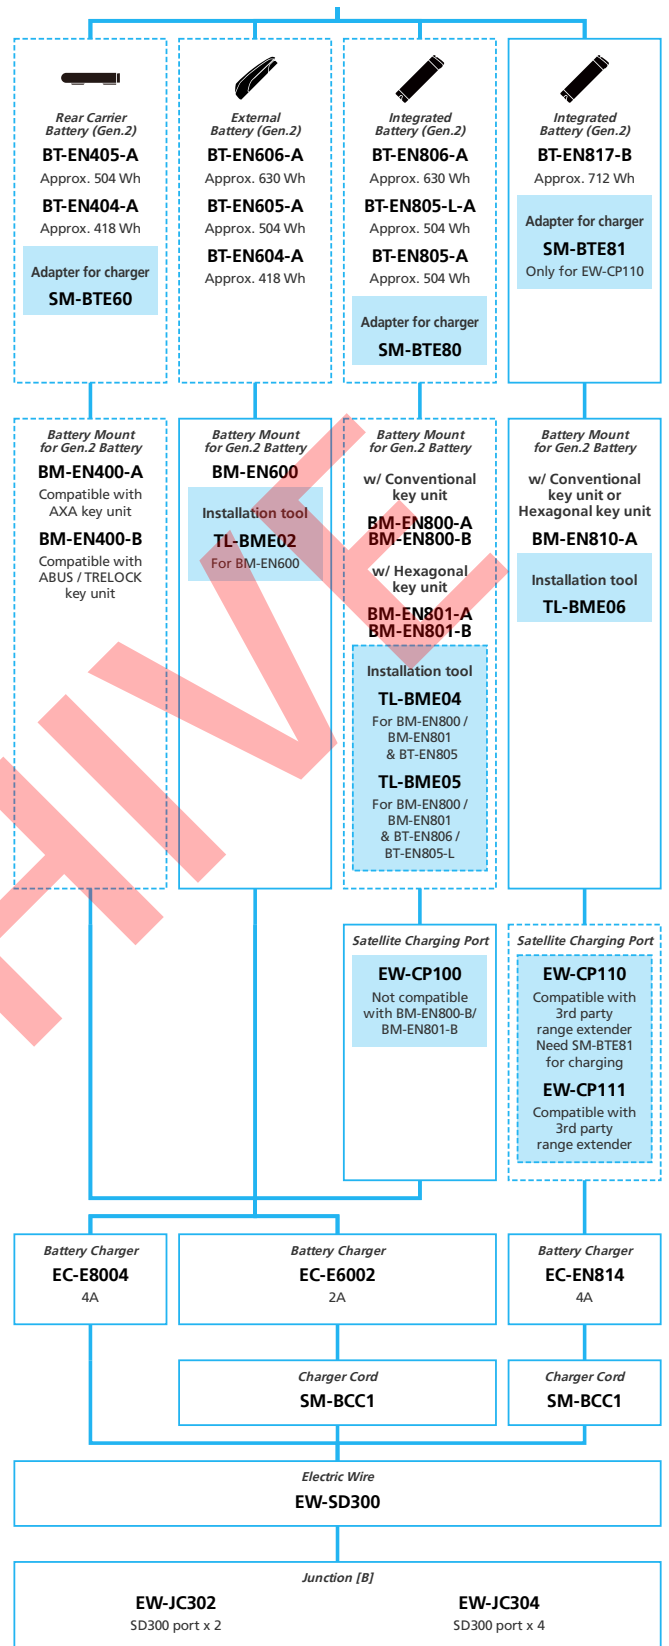 Rear Carrier
Battery (Gen.2)
BT-EN405-A
Approx. 504 Wh
BT-EN404-A
Approx. 418 Wh
Adapter for charger
SM-BTE60
External
Battery (Gen.2)
BT-EN606-A
Approx. 630 Wh
BT-EN605-A
Approx. 504 Wh
BT-EN604-A
Approx. 418 Wh
Integrated
Battery (Gen.2)
BT-EN806-A
Approx. 630 Wh
BT-EN805-L-A
Approx. 504 Wh
BT-EN805-A
Approx. 504 Wh
Adapter for charger
SM-BTE80
Integrated
Battery (Gen.2)
BT-EN817-B
Approx. 712 Wh
Adapter for charger
SM-BTE81
Only for EW-CP110
Battery Mount
for Gen.2 Battery
BM-EN400-A
Compatible with
AXA key unit
BM-EN400-B
Compatible with
ABUS / TRELOCK
key unit
Battery Mount
for Gen.2 Battery
BM-EN600
Installation tool
TL-BME02
For BM-EN600
Battery Mount
for Gen.2 Battery
w/ Conventional
key unit
BM-EN800-A
BM-EN800-B
w/ Hexagonal
key unit
BM-EN801-A
BM-EN801-B
Installation tool
TL-BME04
For BM-EN800 /
BM-EN801
& BT-EN805
TL-BME05
For BM-EN800 /
BM-EN801
& BT-EN806 /
BT-EN805-L
Battery Mount
for Gen.2 Battery
w/ Conventional
key unit or
Hexagonal key unit
BM-EN810-A
Installation tool
TL-BME06
Satellite Charging Port
EW-CP100
Not compatible
with BM-EN800-B/
BM-EN801-B
Satellite Charging Port
EW-CP110
Compatible with
3rd party
range extender
Need SM-BTE81
for charging
EW-CP111
Compatible with
3rd party
range extender
Battery Charger
EC-E8004
4A
Battery Charger
EC-E6002
2A
Battery Charger
EC-EN814
4A
Charger Cord
SM-BCC1
Charger Cord
SM-BCC1
Electric Wire
EW-SD300
Junction [B]
EW-JC302
SD300 port x 2
EW-JC304
SD300 port x 4
HIVE